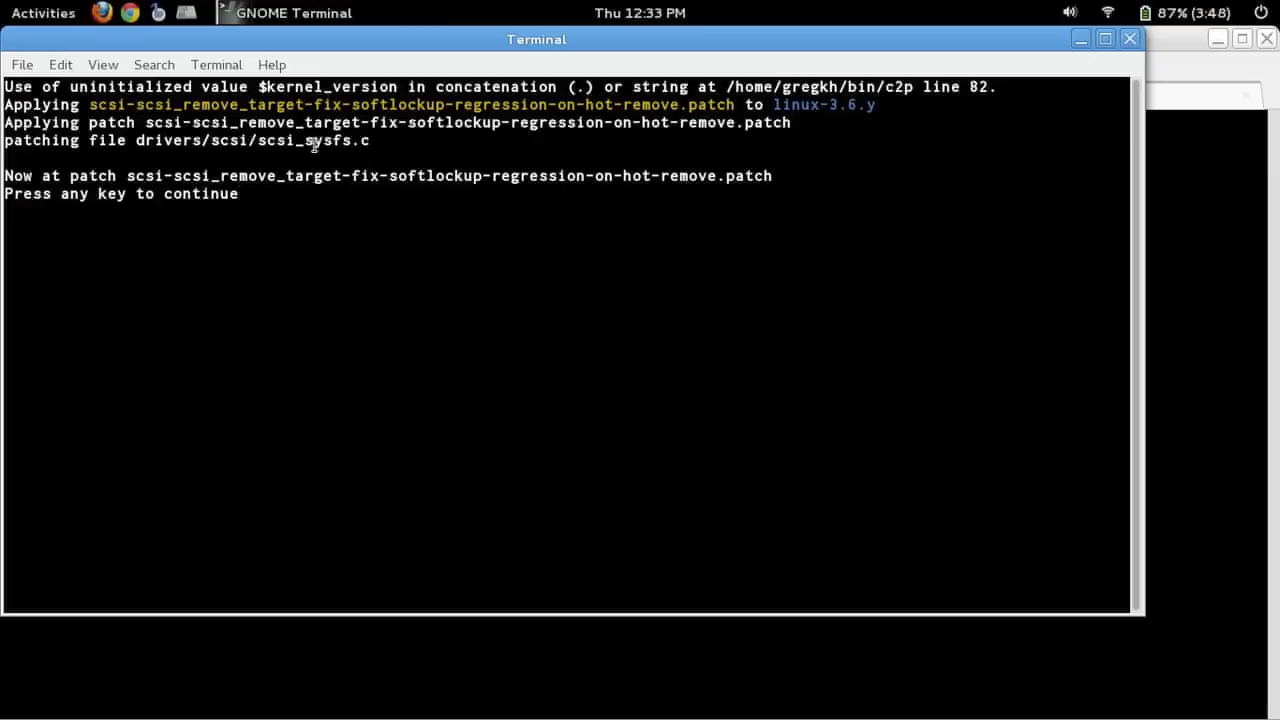 Activities GNOME Terminal Thu 12:33 PM 87% (3:48)
Terminal
File Edit View Search Terminal Help
Use of uninitialized value $kernel_version in concatenation (.) or string at /home/gregkh/bin/c2p line 82.
Applying scsi-scsi_remove_target-fix-softlockup-regression-on-hot-remove.patch to linux-3.6.y
Applying patch scsi-scsi_remove_target-fix-softlockup-regression-on-hot-remove.patch
patching file drivers/scsi/scsi_sysfs.c
Now at patch scsi-scsi_remove_target-fix-softlockup-regression-on-hot-remove.patch
Press any key to continue